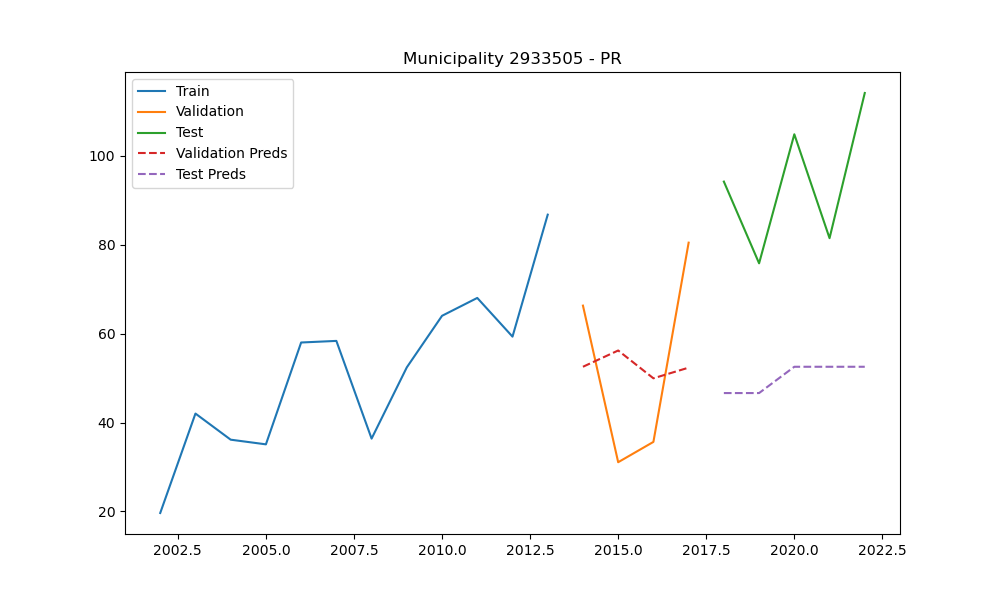 Municipality 2933505 - PR
Train
Validation
Test
Validation Preds
Test Preds
100
80
60
40
20
2002.5 2005.0 2007.5 2010.0 2012.5 2015.0 2017.5 2020.0 2022.5